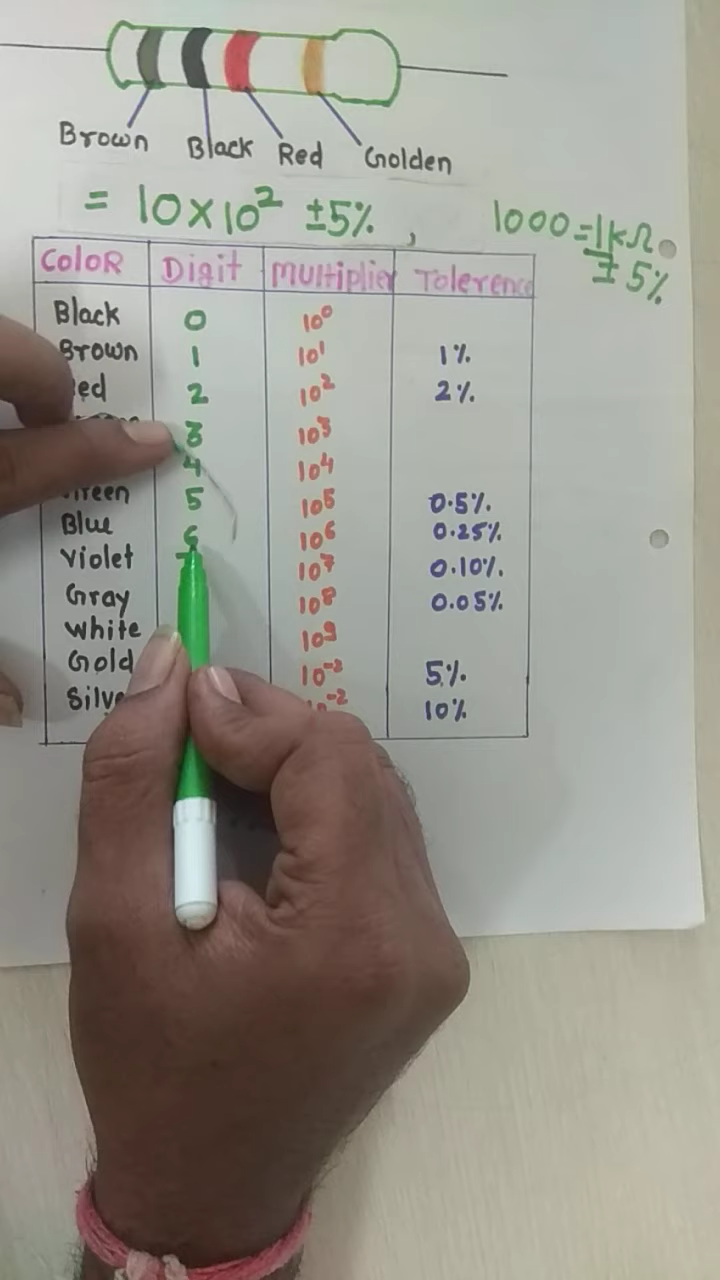 Brown Black Red Golden
= 10×10² ±5% , 1000=1kΩ
± 5%
ColoR Digit Multiplier Tolerence
Black 0 10⁰
Brown 1 10¹ 1%
2 10² 2%
3 10³
4 10⁴
5 10⁵ 0.5%
Blue 6 10⁶ 0.25%
Violet 10⁷ 0.10%
Gray 10⁸ 0.05%
White 10⁹
Gold 5%
10%